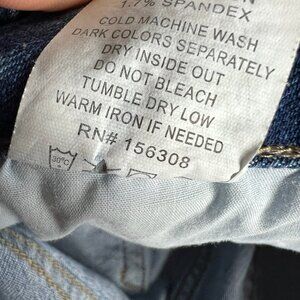 1.7% SPANDEX
COLD MACHINE WASH
DARK COLORS SEPARATELY
DRY INSIDE OUT
DO NOT BLEACH
TUMBLE DRY LOW
WARM IRON IF NEEDED
RN# 156308
30°C